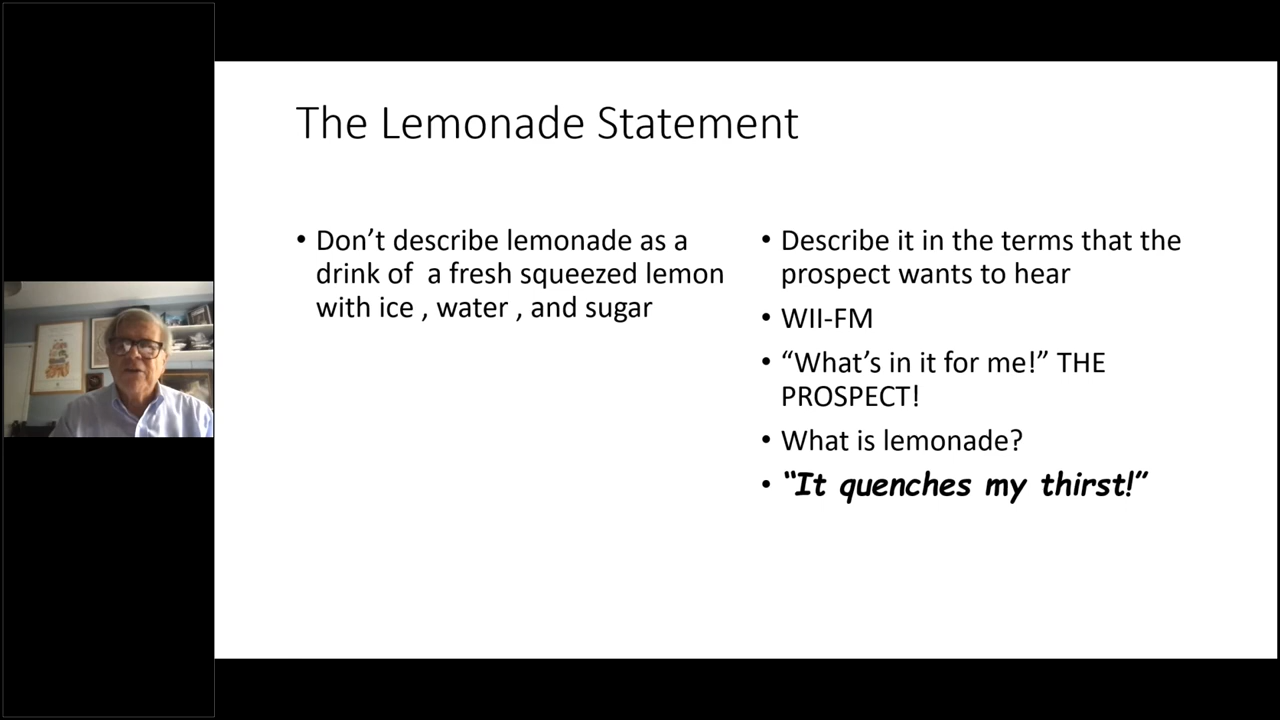 The Lemonade Statement
• Don’t describe lemonade as a
drink of  a fresh squeezed lemon
with ice , water , and sugar
• Describe it in the terms that the
prospect wants to hear
• WII-FM
• “What’s in it for me!” THE
PROSPECT!
• What is lemonade?
• “It quenches my thirst!”